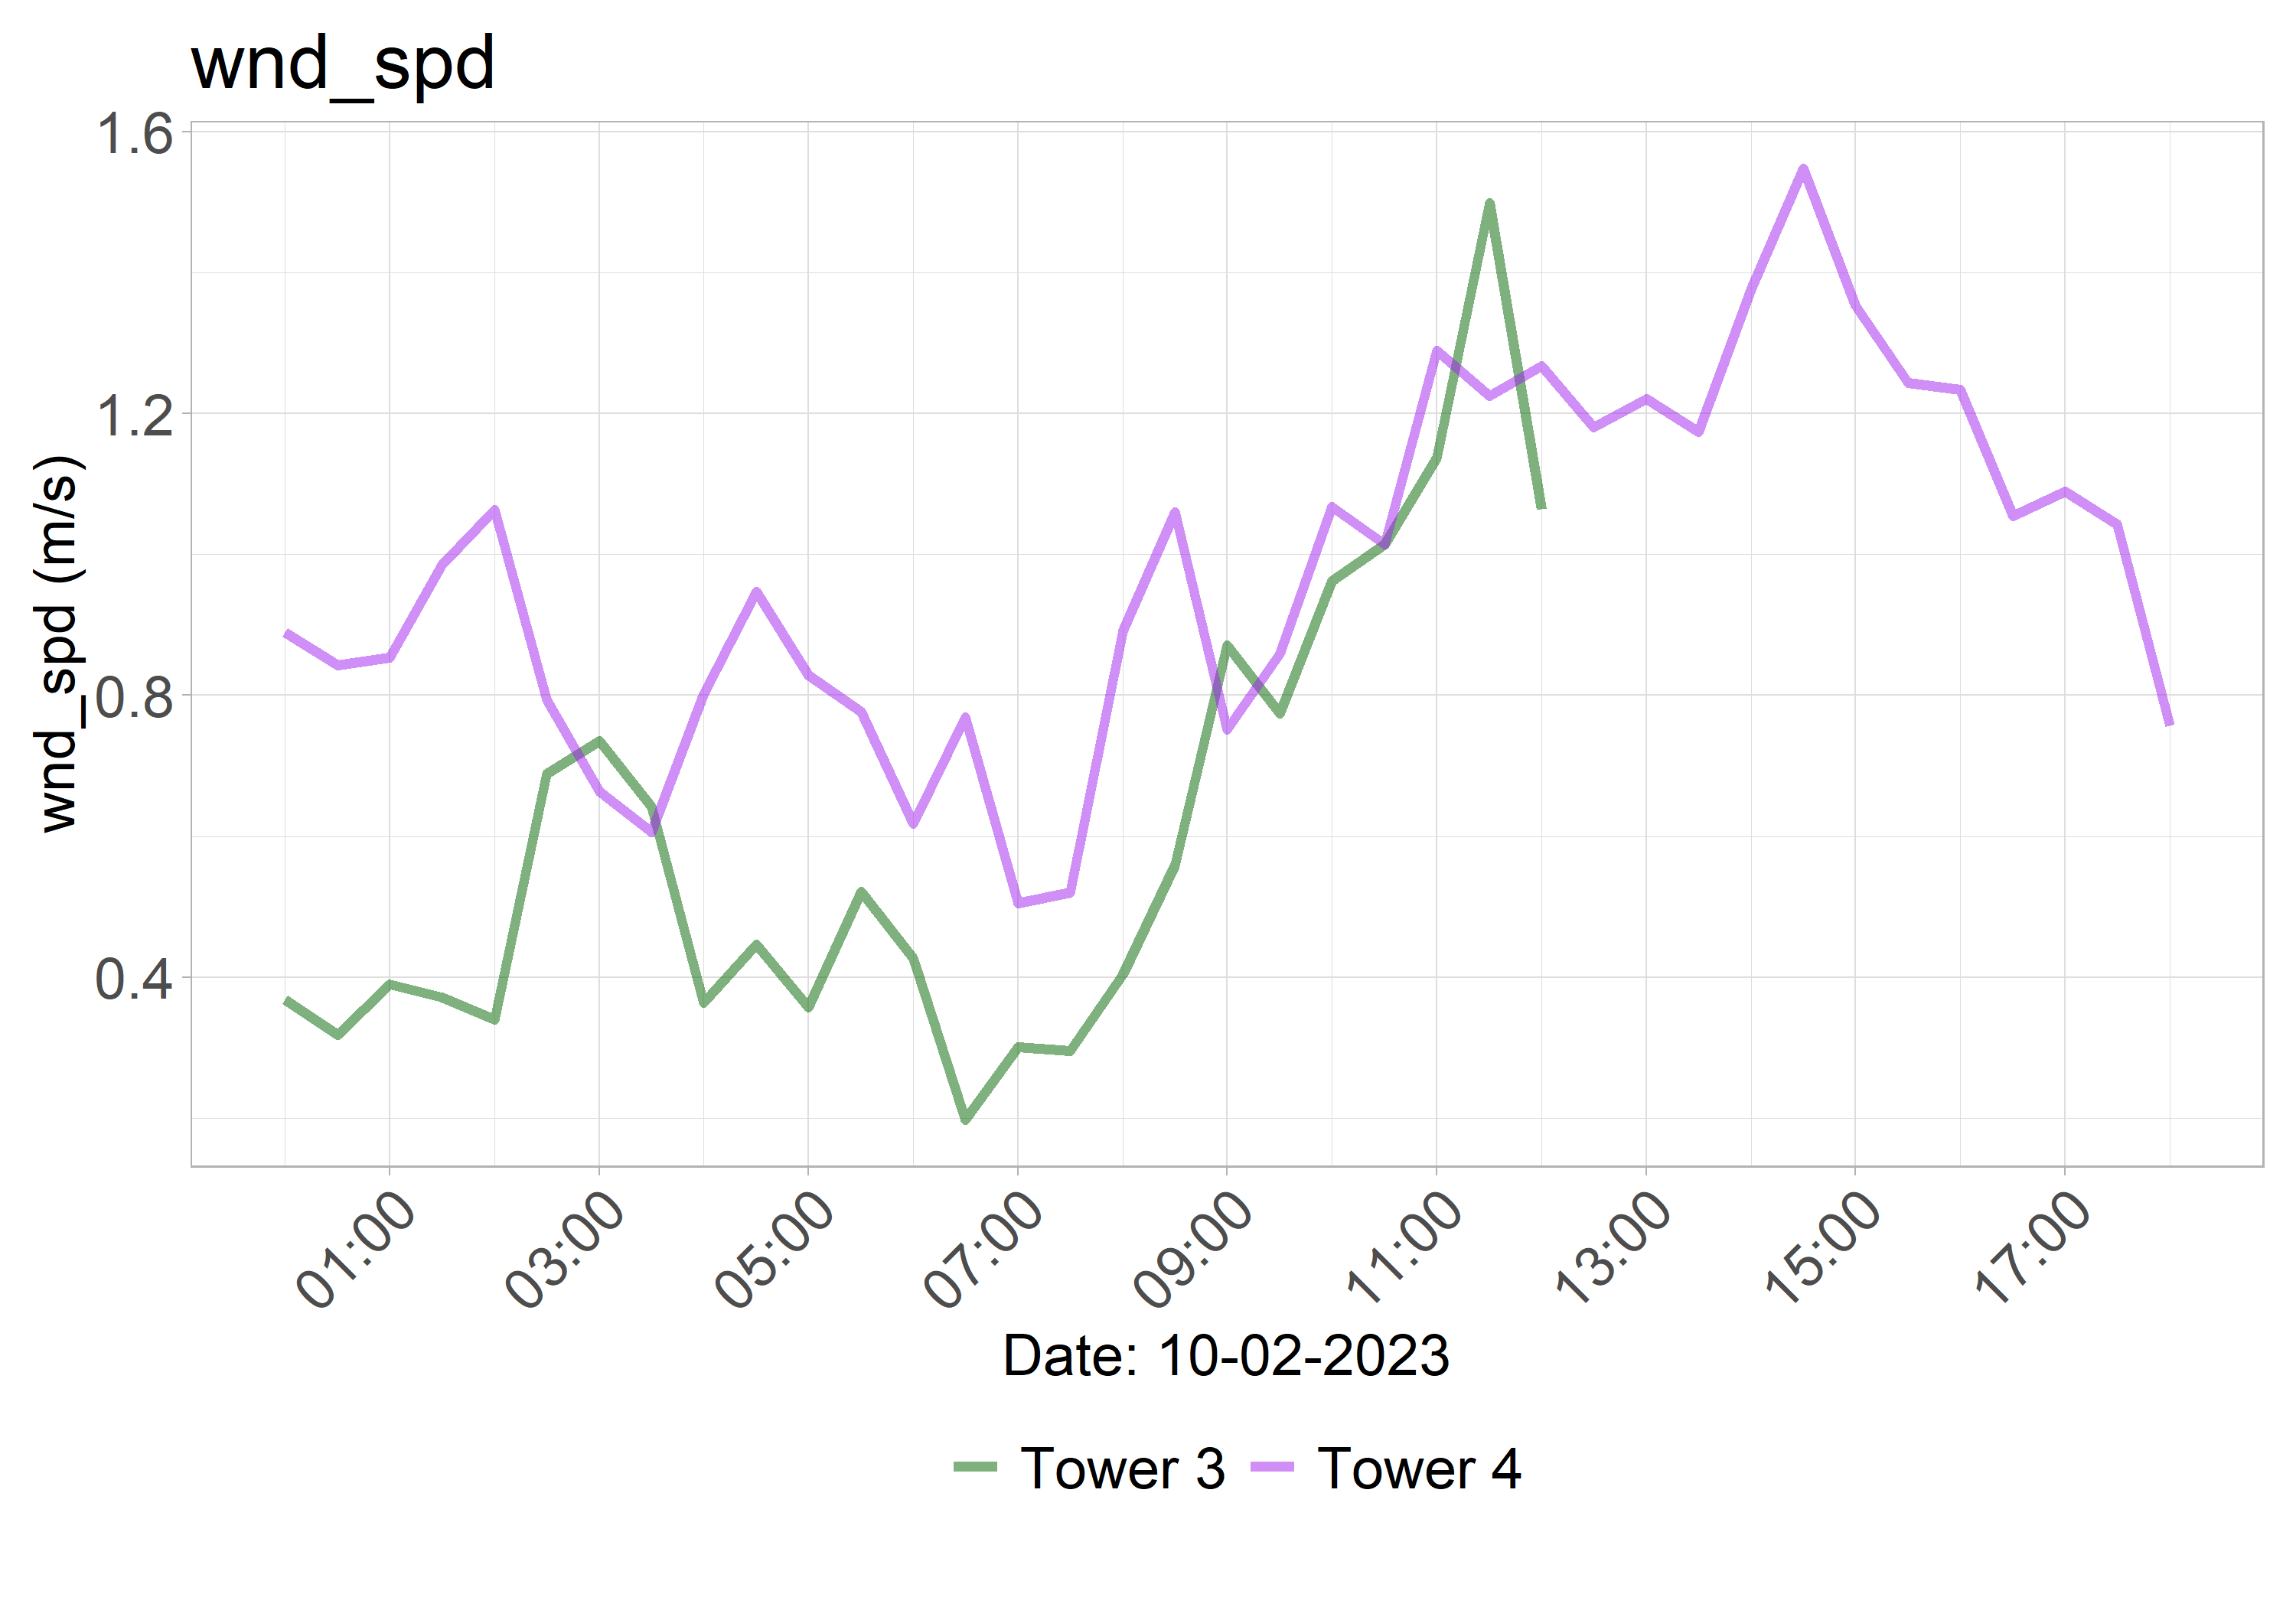 wnd_spd
1.6
1.2
0.8
0.4
wnd_spd (m/s)
01:00 03:00 05:00 07:00 09:00 11:00 13:00 15:00 17:00
Date: 10-02-2023
Tower 3 Tower 4